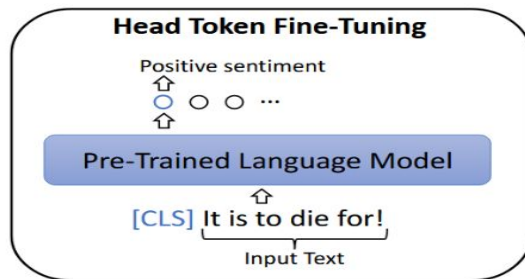 Head Token Fine-Tuning
Positive sentiment
...
Pre-Trained Language Model
[CLS] It is to die for!
Input Text